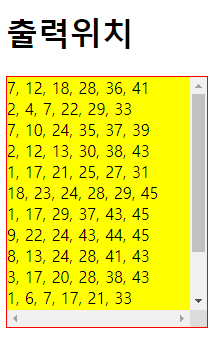 출력위치
7, 12, 18, 28, 36, 41
2, 4, 7, 22, 29, 33
7, 10, 24, 35, 37, 39
2, 12, 13, 30, 38, 43
1, 17, 21, 25, 27, 31
18, 23, 24, 28, 29, 45
1, 17, 29, 37, 43, 45
9, 22, 24, 43, 44, 45
8, 13, 24, 28, 41, 43
3, 17, 20, 28, 38, 43
1, 6, 7, 17, 21, 33